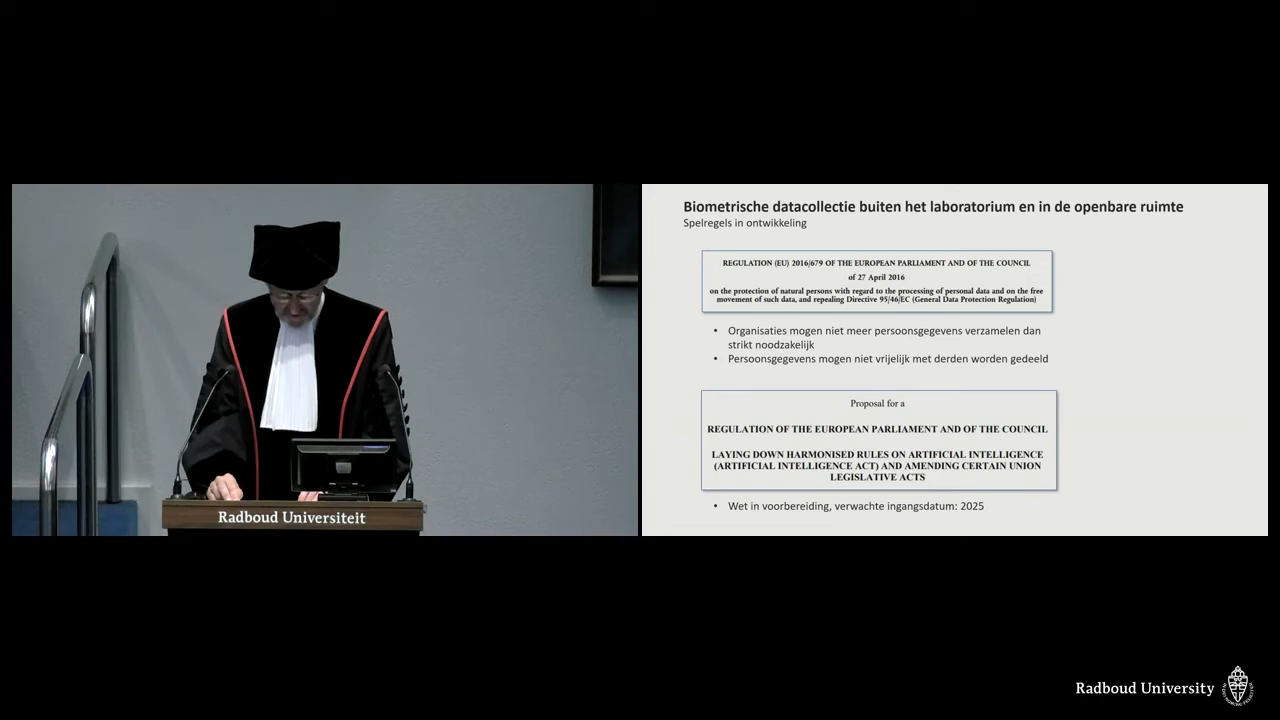 Biometrische datacollectie buiten het laboratorium en in de openbare ruimte
Spelregels in ontwikkeling
REGULATION (EU) 2016/679 OF THE EUROPEAN PARLIAMENT AND OF THE COUNCIL
of 27 April 2016
on the protection of natural persons with regard to the processing of personal data and on the free
movement of such data, and repealing Directive 95/46/EC (General Data Protection Regulation)
• Organisaties mogen niet meer persoonsgegevens verzamelen dan
strikt noodzakelijk
• Persoonsgegevens mogen niet vrijelijk met derden worden gedeeld
Proposal for a
REGULATION OF THE EUROPEAN PARLIAMENT AND OF THE COUNCIL
LAYING DOWN HARMONISED RULES ON ARTIFICIAL INTELLIGENCE
(ARTIFICIAL INTELLIGENCE ACT) AND AMENDING CERTAIN UNION
LEGISLATIVE ACTS
• Wet in voorbereiding, verwachte ingangsdatum: 2025
Radboud Universiteit
Radboud University